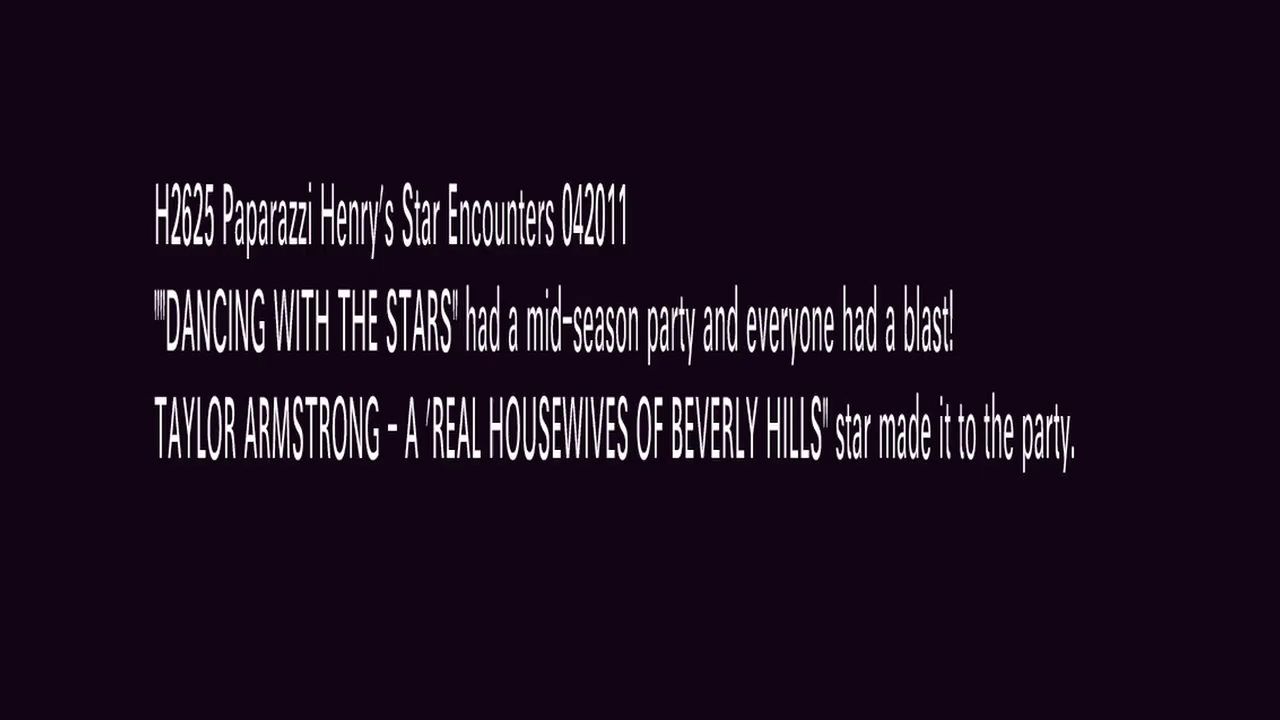 H2625 Paparazzi Henry's Star Encounters 042011
""DANCING WITH THE STARS" had a mid-season party and everyone had a blast!
TAYLOR ARMSTRONG - A 'REAL HOUSEWIVES OF BEVERLY HILLS" star made it to the party.